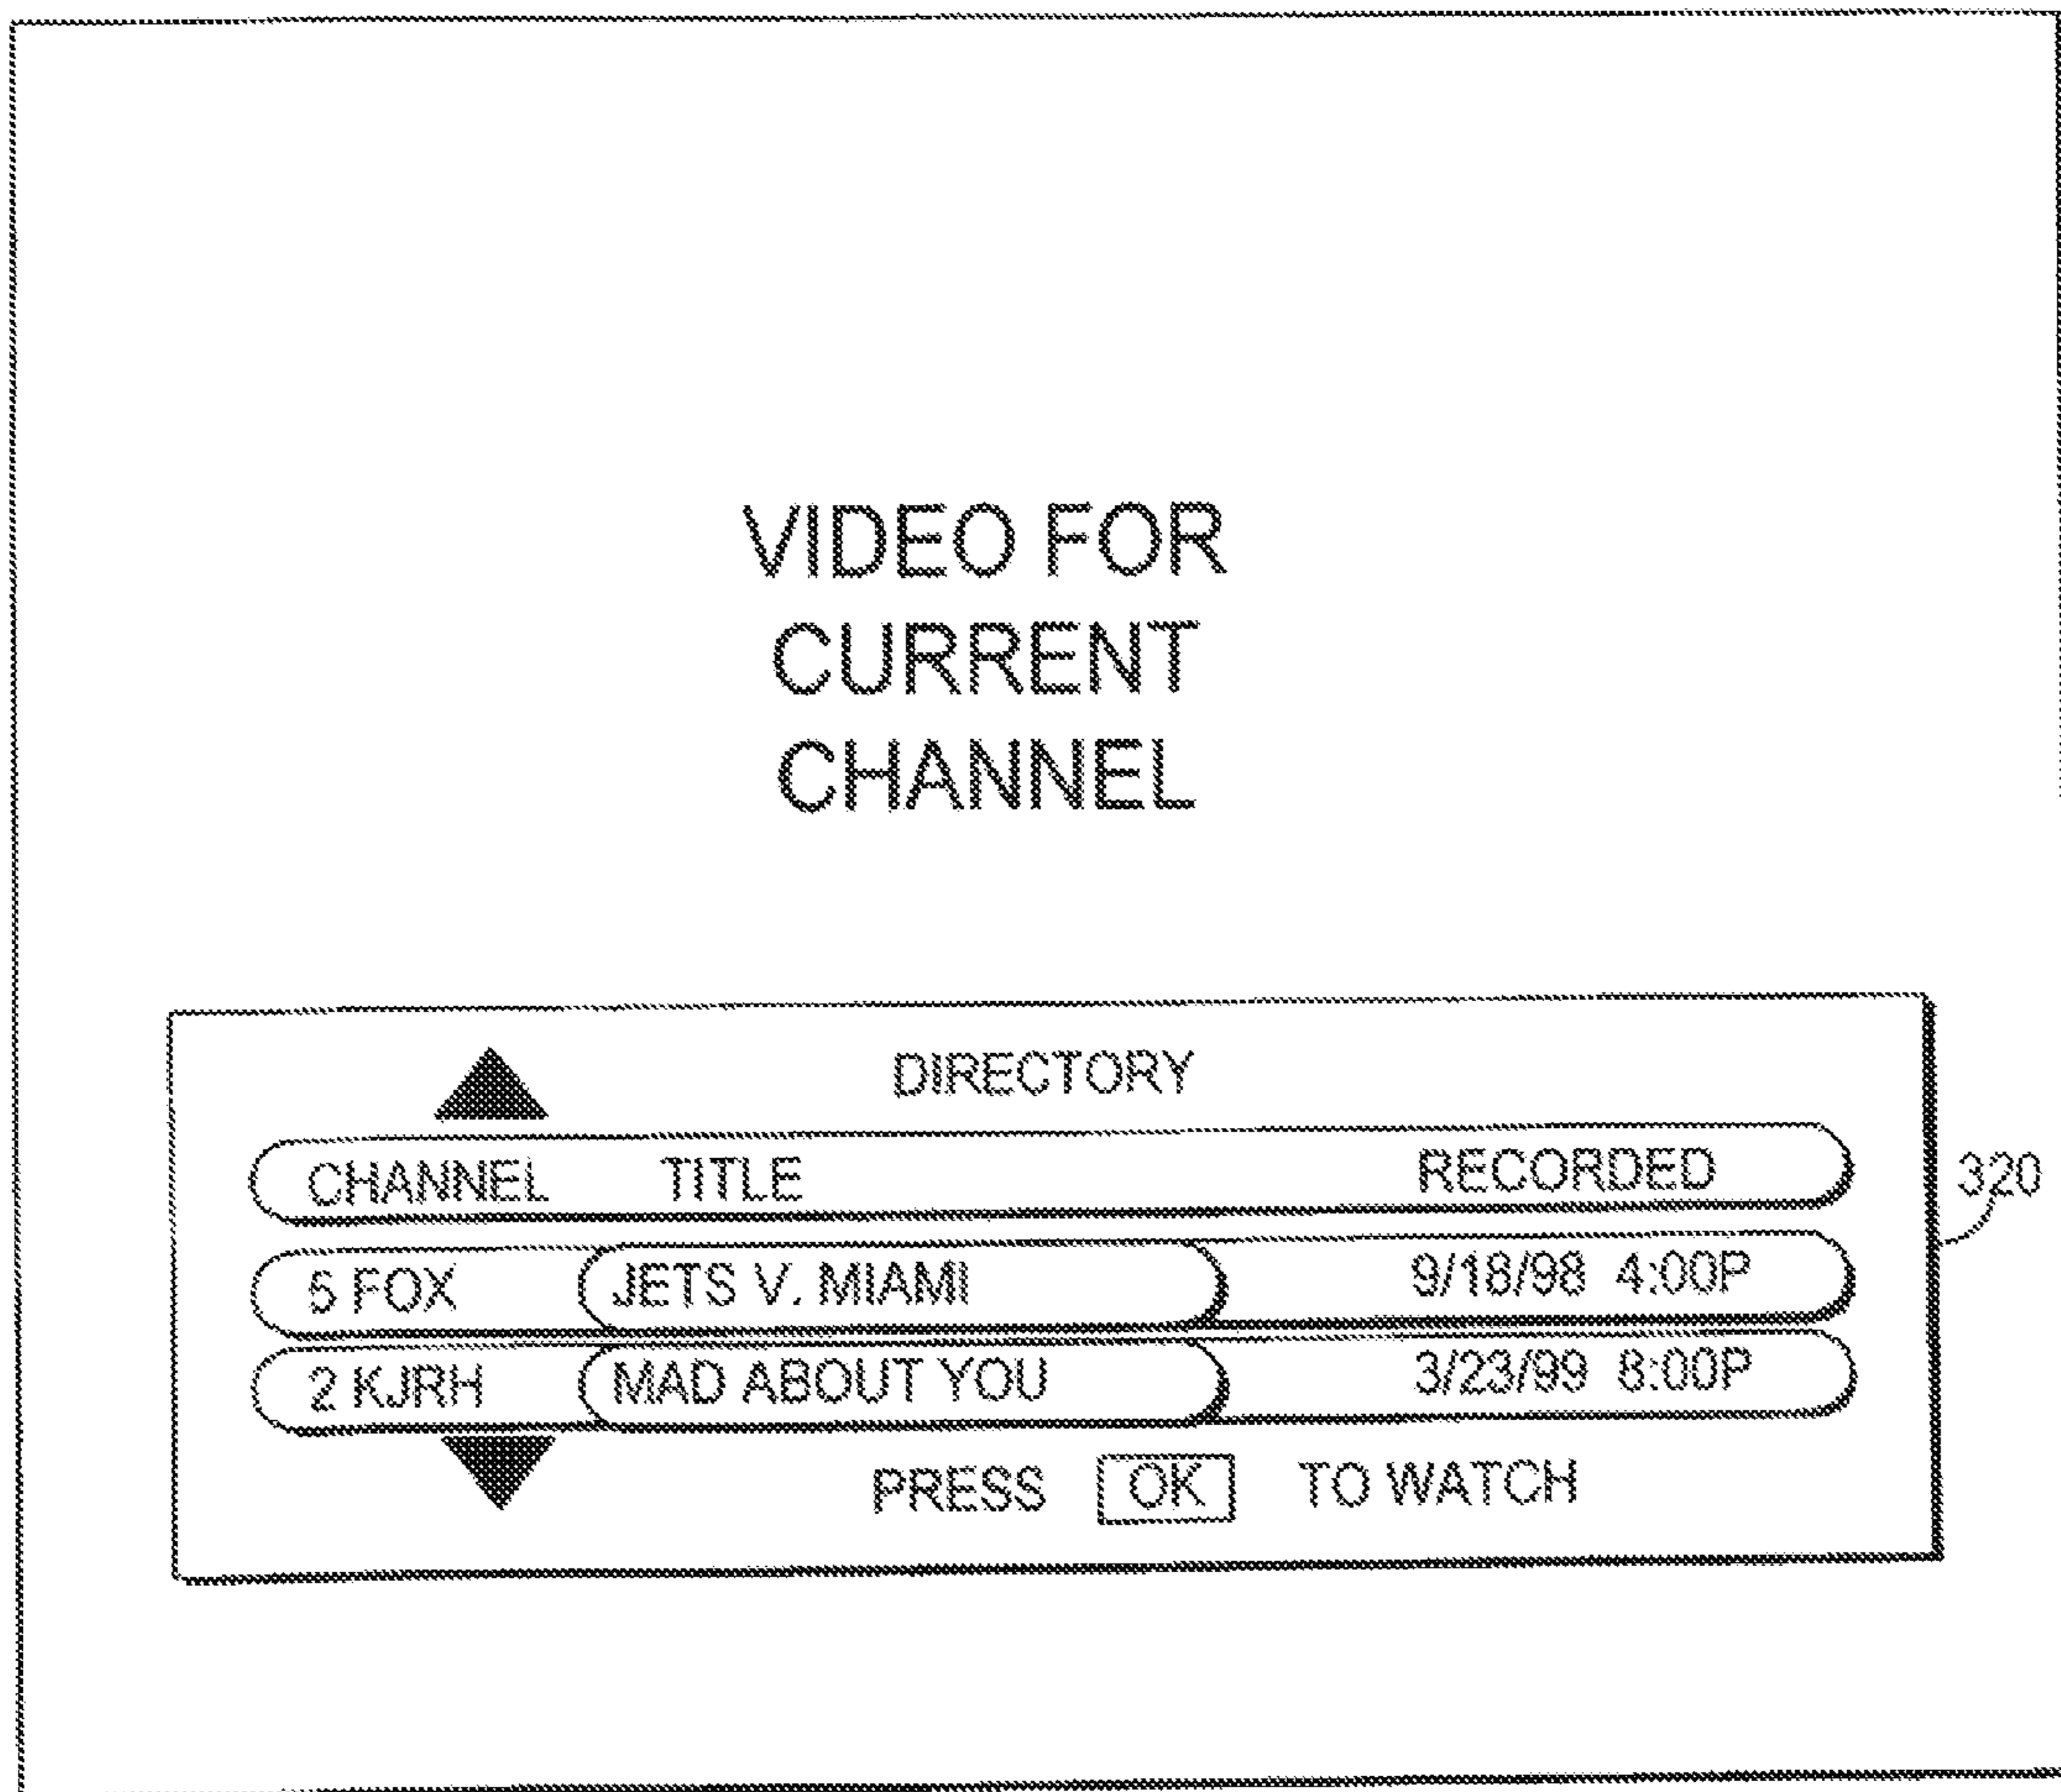 VIDEO FOR
CURRENT
CHANNEL
DIRECTORY
CHANNEL TITLE RECORDED
320
5 FOX JETS V. MIAMI 9/18/98 4:00P
2 KJRH MAD ABOUT YOU 3/23/99 8:00P
PRESS OK TO WATCH